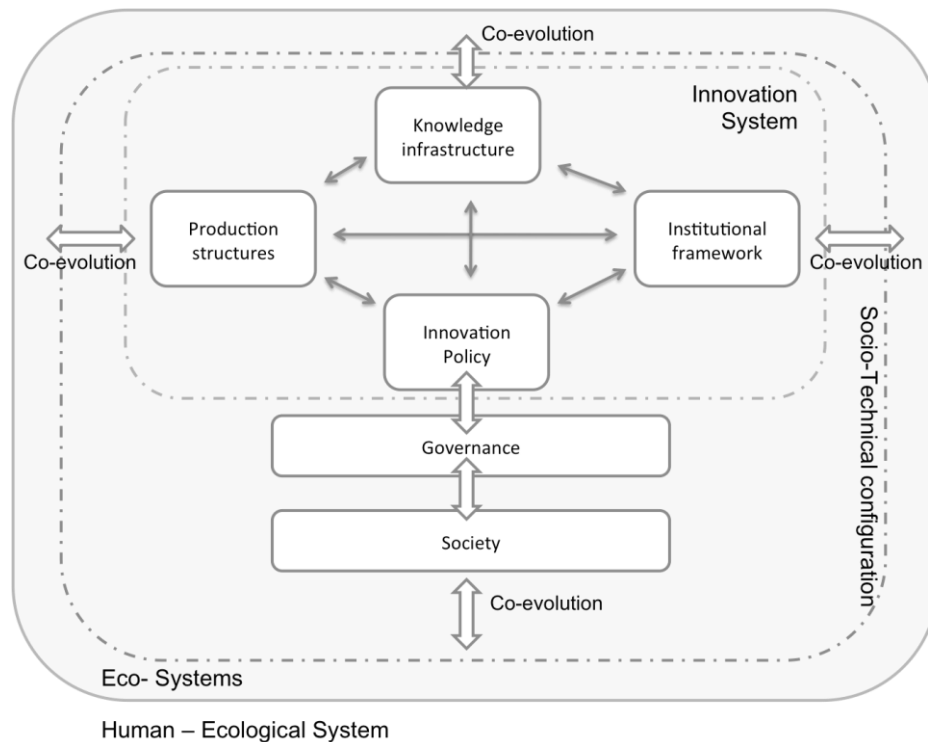 Co-evolution
Innovation
System
Knowledge
infrastructure
Production
structures
Institutional
framework
Co-evolution
Co-evolution
Innovation
Policy
Socio-Technical configuration
Governance
Society
Co-evolution
Eco- Systems
Human – Ecological System